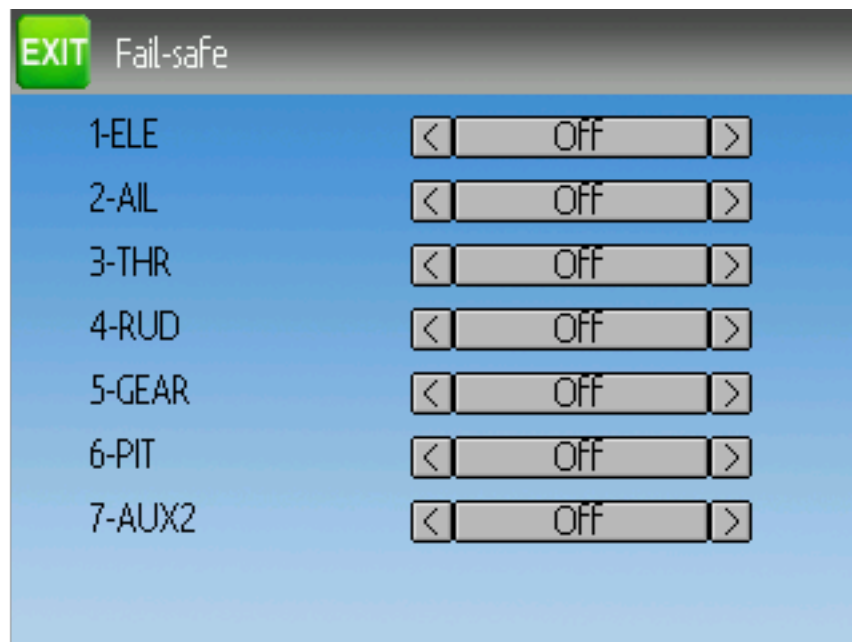 EXIT Fail-safe
1-ELE < Off >
2-AIL < Off >
3-THR < Off >
4-RUD < Off >
5-GEAR < Off >
6-PIT < Off >
7-AUX2 < Off >